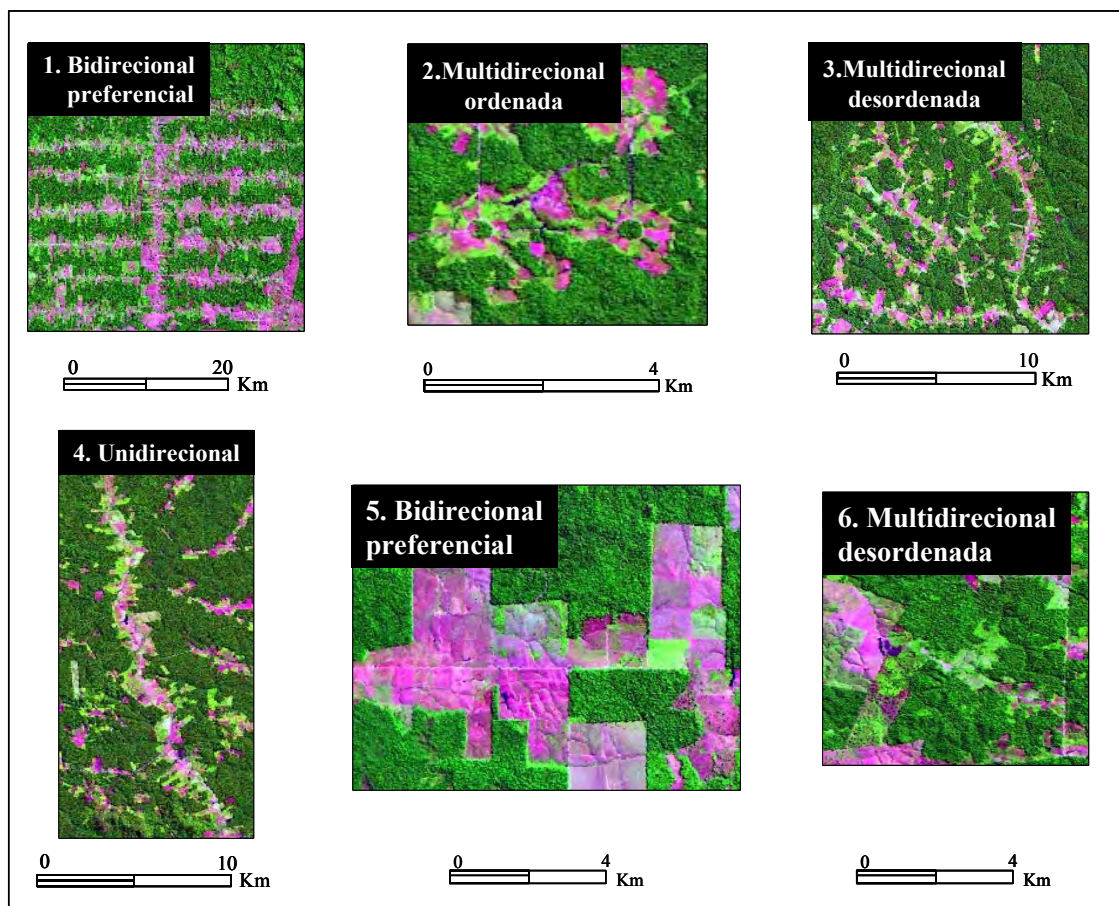 1. Bidirecional
preferencial
2.Multidirecional
ordenada
3.Multidirecional
desordenada
0 20
Km
0 4
Km
0 10
Km
4. Unidirecional
5. Bidirecional
preferencial
6. Multidirecional
desordenada
0 10
Km
0 4
Km
0 4
Km